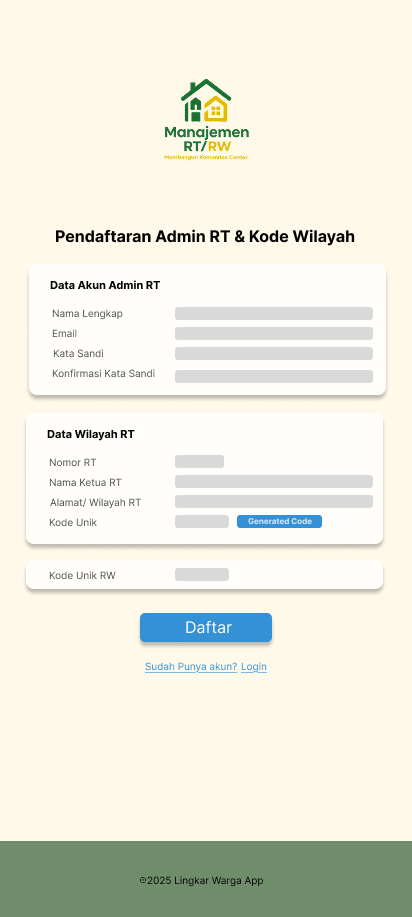 Manajemen
RT/RW
Membangun Komunitas Cerdas
Pendaftaran Admin RT & Kode Wilayah
Data Akun Admin RT
Nama Lengkap
Email
Kata Sandi
Konfirmasi Kata Sandi
Data Wilayah RT
Nomor RT
Nama Ketua RT
Alamat/ Wilayah RT
Kode Unik Generated Code
Kode Unik RW
Daftar
Sudah Punya akun? Login
©2025 Lingkar Warga App